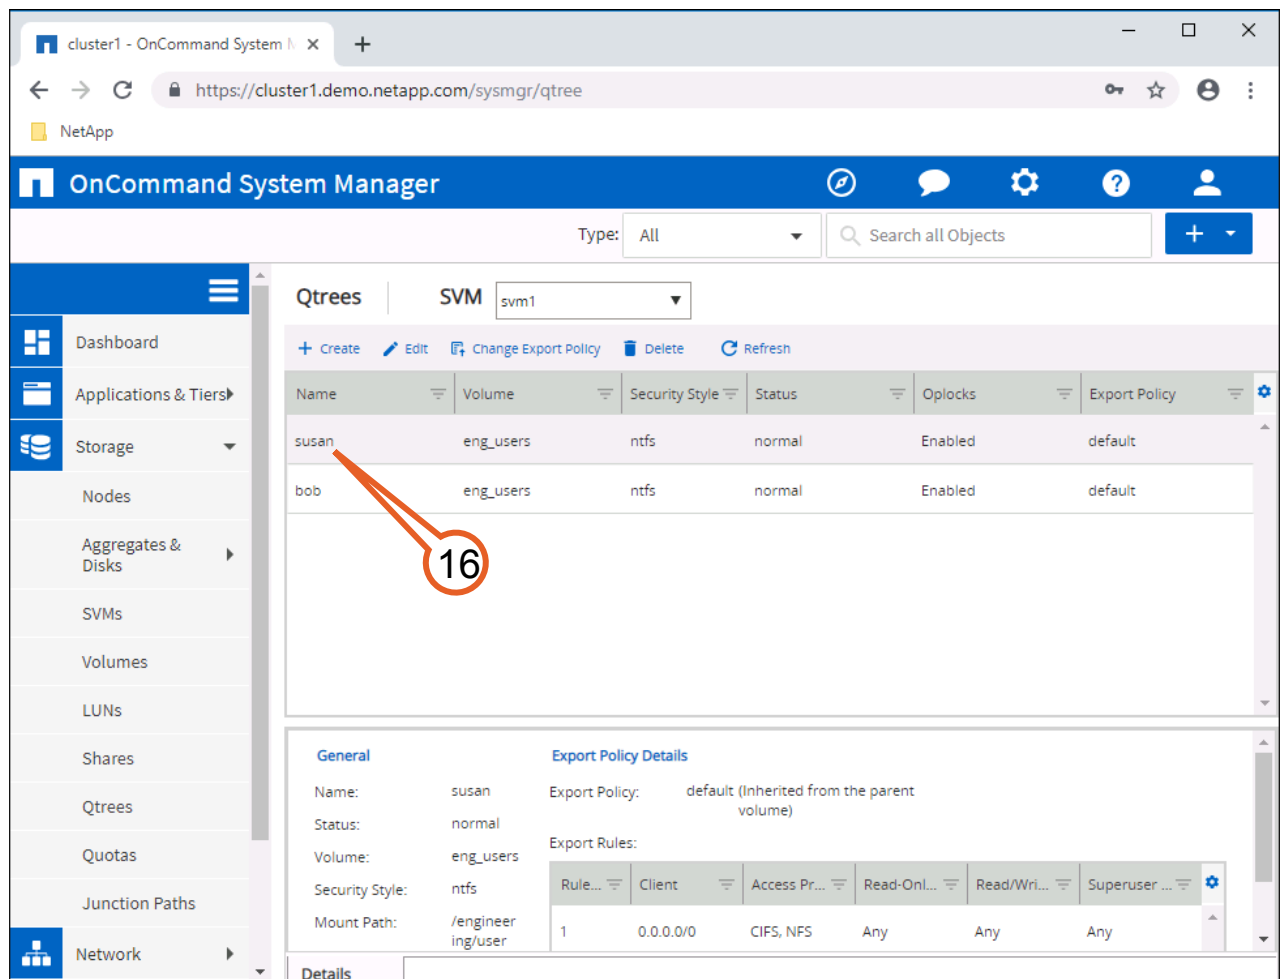 cluster1 - OnCommand System M
https://cluster1.demo.netapp.com/sysmgr/qtree
NetApp
OnCommand System Manager
Type: All Search all Objects
Qtrees SVM svm1
Create Edit Change Export Policy Delete Refresh
Name Volume Security Style Status Oplocks Export Policy
susan eng_users ntfs normal Enabled default
bob eng_users ntfs normal Enabled default
16
Dashboard
Applications & Tiers
Storage
Nodes
Aggregates &
Disks
SVMs
Volumes
LUNs
Shares
Qtrees
Quotas
Junction Paths
Network
General
Name: susan
Status: normal
Volume: eng_users
Security Style: ntfs
Mount Path: /engineer
ing/user
Export Policy Details
Export Policy: default (Inherited from the parent
volume)
Export Rules:
Rule... Client Access Pr... Read-Onl... Read/Wri... Superuser ...
1 0.0.0.0/0 CIFS, NFS Any Any Any
Details